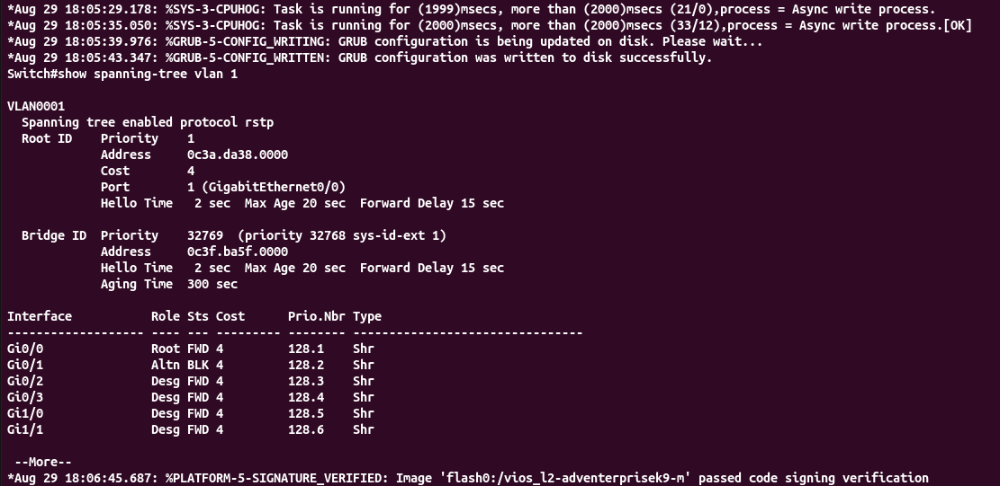 *Aug 29 18:05:29.178: %SYS-3-CPUHOG: Task is running for (1999)msecs, more than (2000)msecs (21/0),process = Async write process.
*Aug 29 18:05:35.050: %SYS-3-CPUHOG: Task is running for (2000)msecs, more than (2000)msecs (33/12),process = Async write process.[OK]
*Aug 29 18:05:39.976: %GRUB-5-CONFIG_WRITING: GRUB configuration is being updated on disk. Please wait...
*Aug 29 18:05:43.347: %GRUB-5-CONFIG_WRITTEN: GRUB configuration was written to disk successfully.
Switch#show spanning-tree vlan 1

VLAN0001
  Spanning tree enabled protocol rstp
  Root ID    Priority    1
             Address     0c3a.da38.0000
             Cost        4
             Port        1 (GigabitEthernet0/0)
             Hello Time   2 sec  Max Age 20 sec  Forward Delay 15 sec

  Bridge ID  Priority    32769  (priority 32768 sys-id-ext 1)
             Address     0c3f.ba5f.0000
             Hello Time   2 sec  Max Age 20 sec  Forward Delay 15 sec
             Aging Time  300 sec

Interface           Role Sts Cost      Prio.Nbr Type
------------------- ---- --- --------- -------- --------------------------------
Gi0/0               Root FWD 4         128.1    Shr
Gi0/1               Altn BLK 4         128.2    Shr
Gi0/2               Desg FWD 4         128.3    Shr
Gi0/3               Desg FWD 4         128.4    Shr
Gi1/0               Desg FWD 4         128.5    Shr
Gi1/1               Desg FWD 4         128.6    Shr

 --More--
*Aug 29 18:06:45.687: %PLATFORM-5-SIGNATURE_VERIFIED: Image 'flash0:/vios_l2-adventerprisek9-m' passed code signing verification